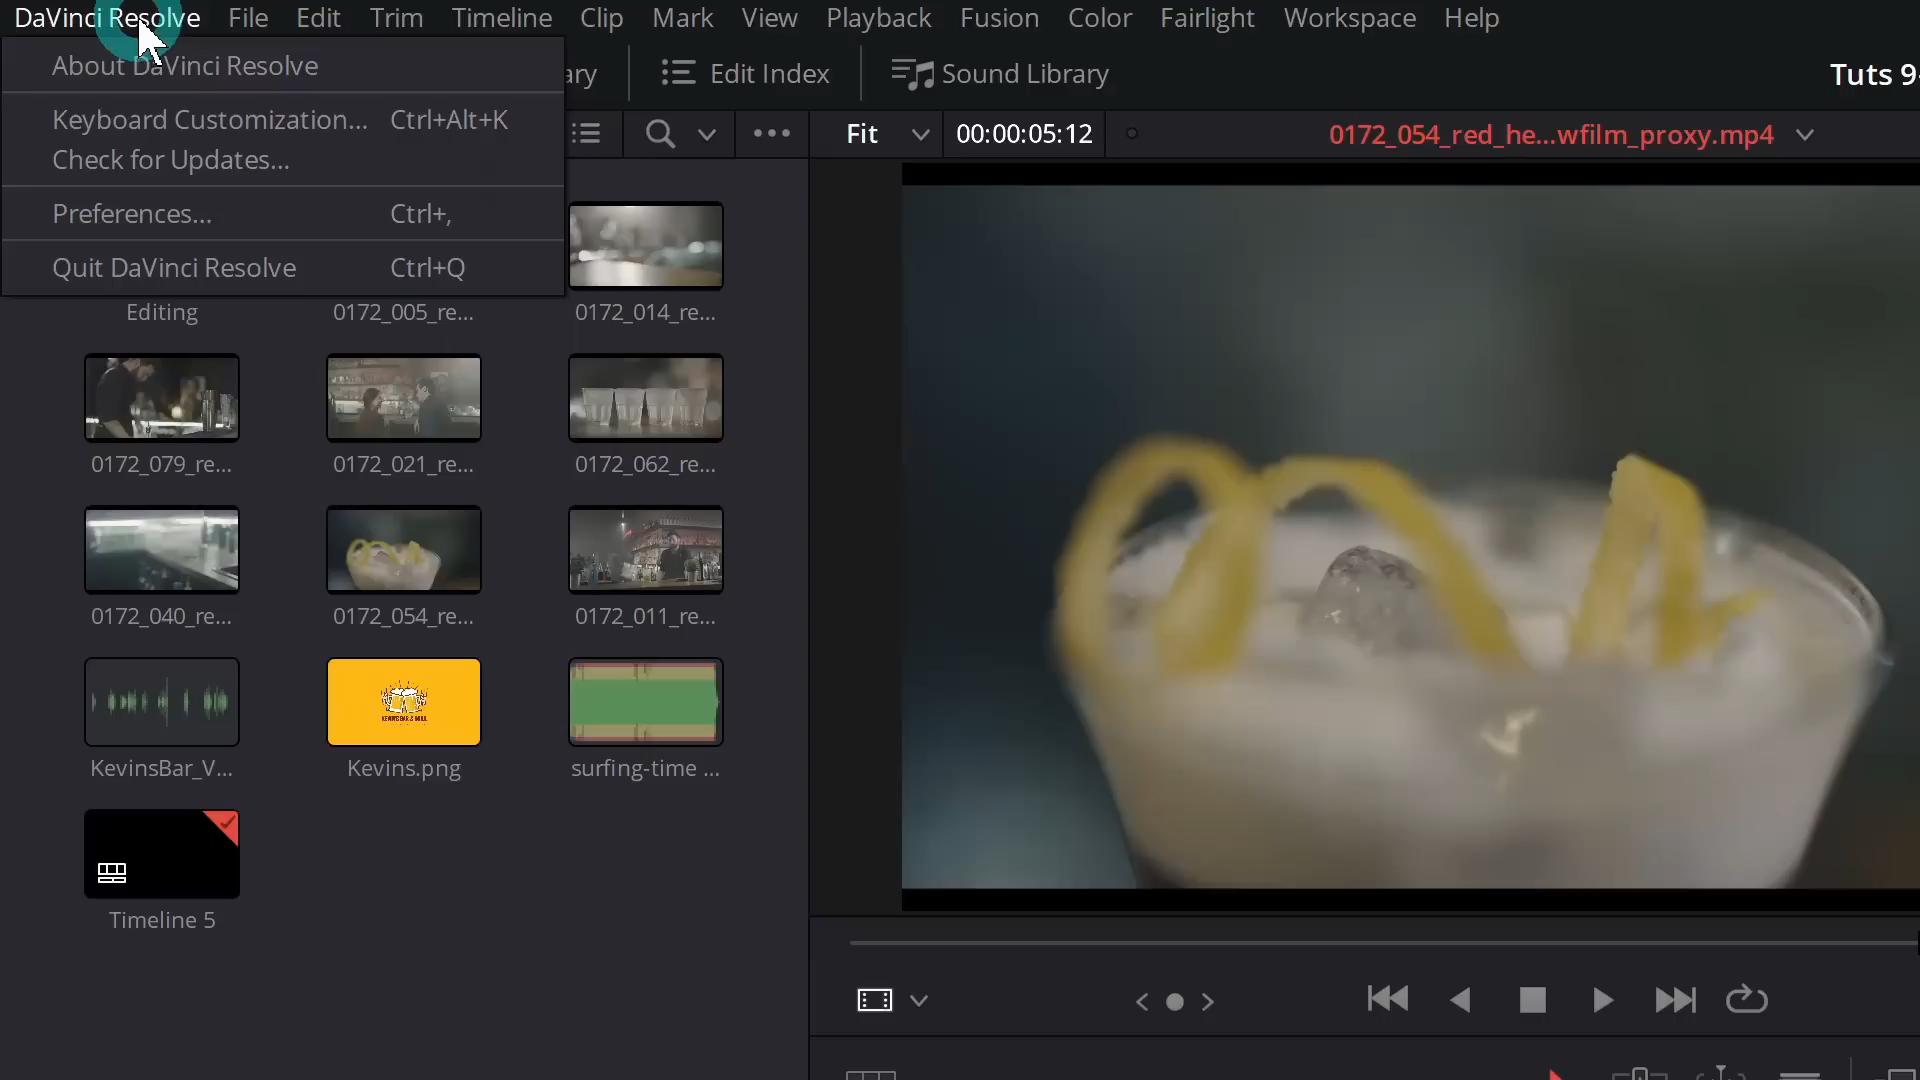 DaVinci Resolve File Edit Trim Timeline Clip Mark View Playback Fusion Color Fairlight Workspace Help
About DaVinci Resolve
ary Edit Index Sound Library Tuts 9-
Keyboard Customization... Ctrl+Alt+K
Fit 00:00:05:12 0172_054_red_he...wfilm_proxy.mp4
Check for Updates...
Preferences... Ctrl+,
Quit DaVinci Resolve Ctrl+Q
Editing 0172_005_re... 0172_014_re...
0172_079_re... 0172_021_re... 0172_062_re...
0172_040_re... 0172_054_re... 0172_011_re...
KEVIN'S BAR & GRILL
KevinsBar_V... Kevins.png surfing-time ...
Timeline 5